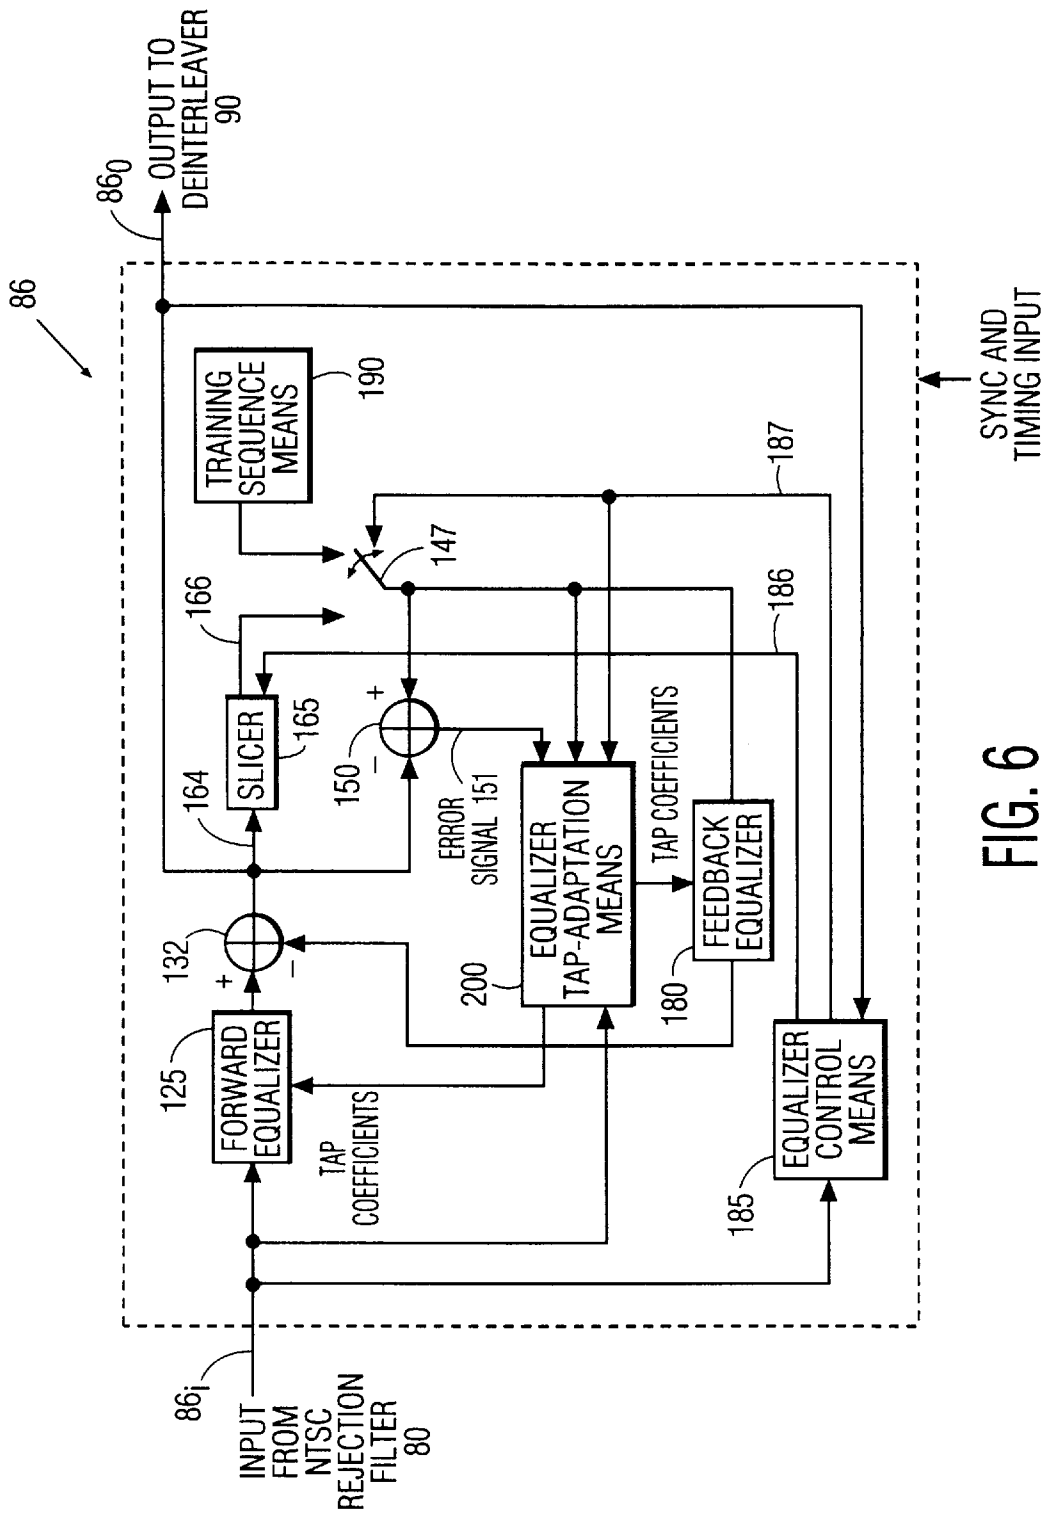 86
86i
INPUT
FROM NTSC
REJECTION
FILTER
80
125
FORWARD
EQUALIZER
TAP
COEFFICIENTS
+
132
−
164
SLICER
165
166
TRAINING
SEQUENCE
MEANS
190
86o
OUTPUT TO
DEINTERLEAVER
90
150
−
+
147
ERROR
SIGNAL 151
200
EQUALIZER
TAP-ADAPTATION
MEANS
TAP COEFFICIENTS
180
FEEDBACK
EQUALIZER
185
EQUALIZER
CONTROL
MEANS
186
187
SYNC AND
TIMING INPUT
FIG. 6